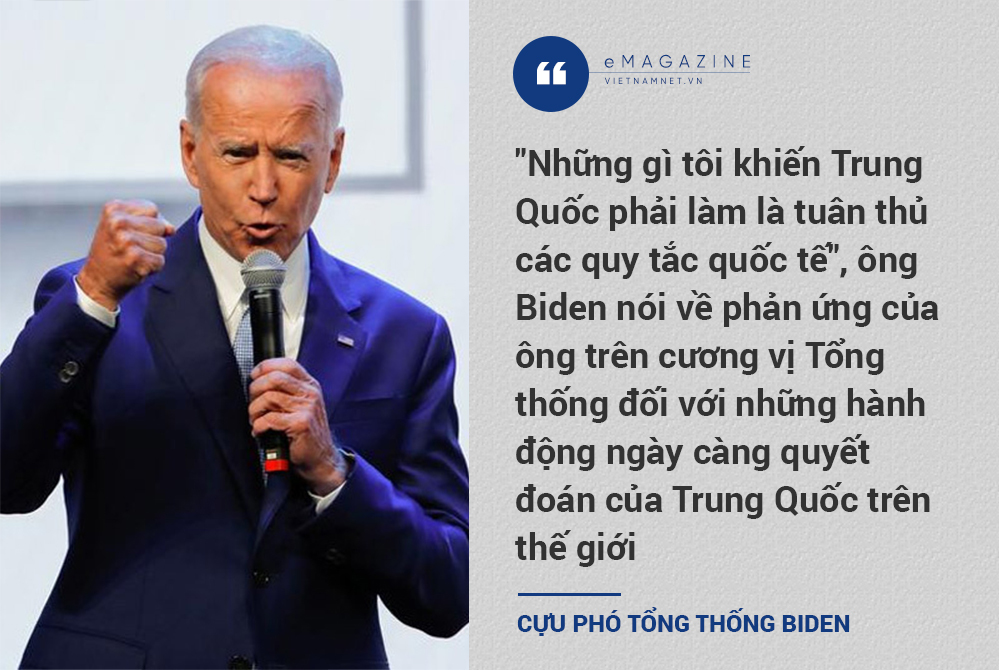 eMAGAZINE
VIETNAMNET.VN
"Những gì tôi khiến Trung
Quốc phải làm là tuân thủ
các quy tắc quốc tế", ông
Biden nói về phản ứng của
ông trên cương vị Tổng
thống đối với những hành
động ngày càng quyết
đoán của Trung Quốc trên
thế giới
CỰU PHÓ TỔNG THỐNG BIDEN